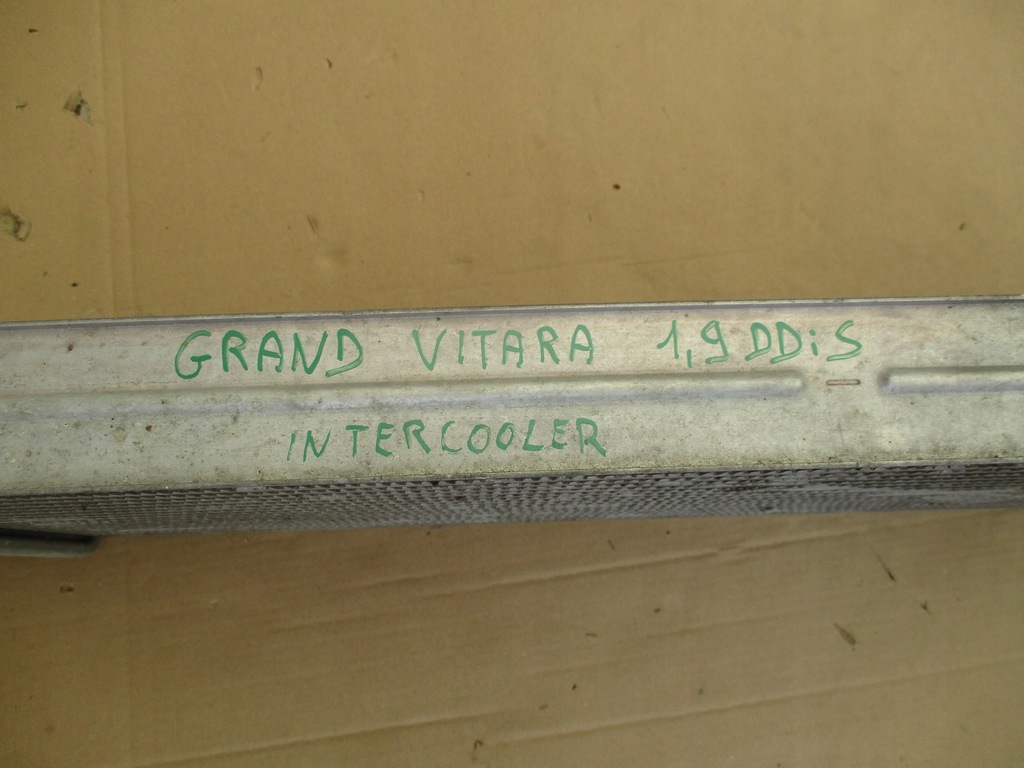 GRAND VITARA 1,9 DDiS
INTERCOOLER